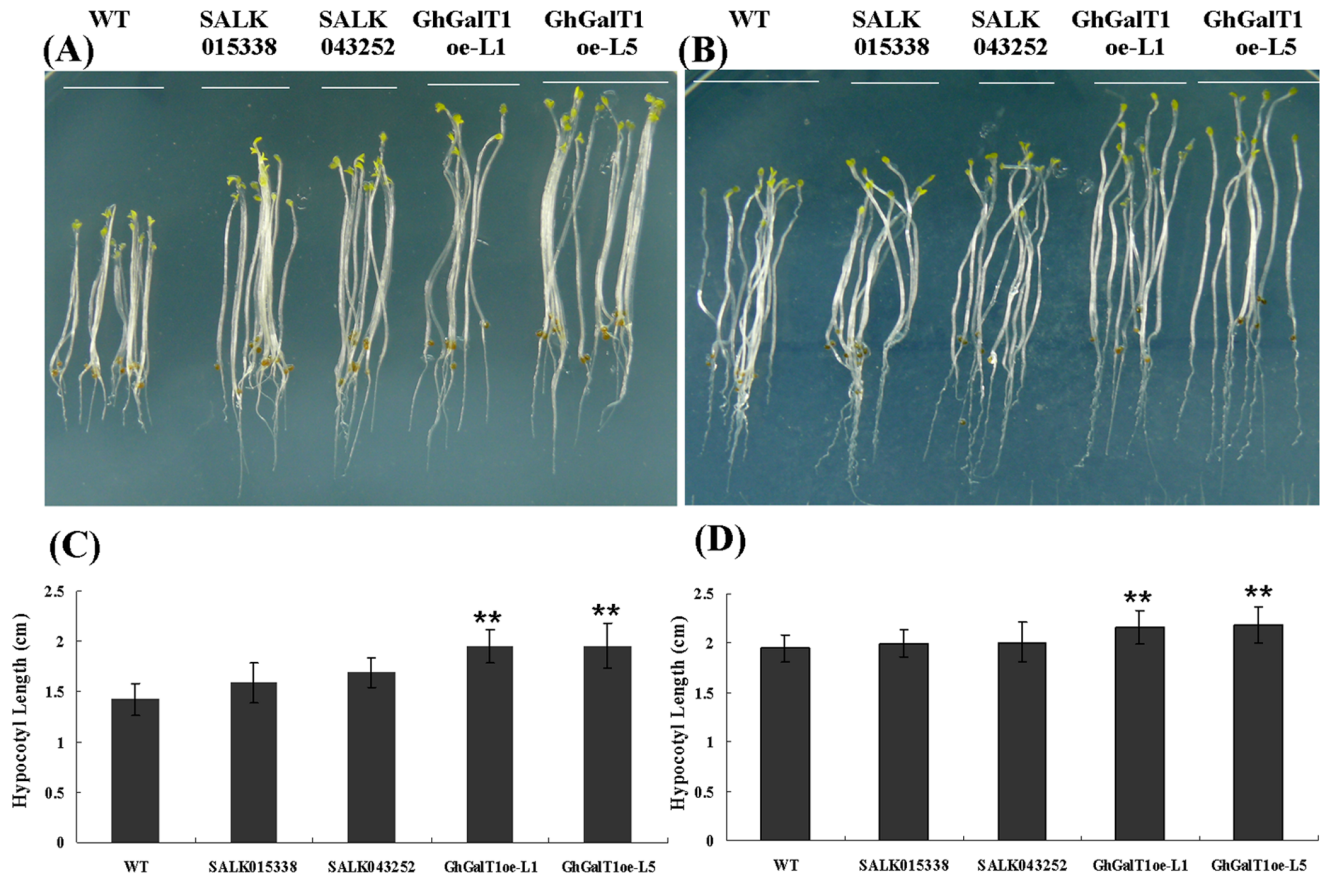 WT SALK SALK GhGalT1 GhGalT1
015338 043252 oe-L1 oe-L5
(A)
WT SALK SALK GhGalT1 GhGalT1
015338 043252 oe-L1 oe-L5
(B)
(C)
Hypocotyl Length (cm)
2.5
2
1.5
1
0.5
0
**
**
WT SALK015338 SALK043252 GhGalT1oe-L1 GhGalT1oe-L5
(D)
Hypocotyl Length (cm)
2.5
2
1.5
1
0.5
0
**
**
WT SALK015338 SALK043252 GhGalT1oe-L1 GhGalT1oe-L5